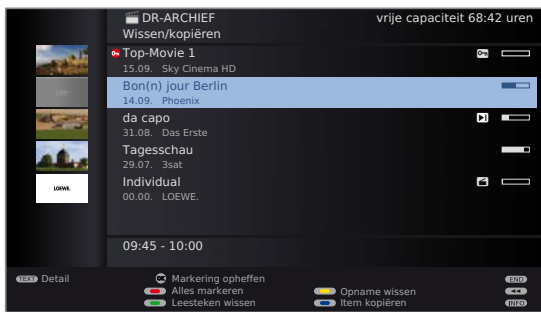 DR-ARCHIEF vrije capaciteit 68:42 uren
Wissen/kopiëren
Top-Movie 1
15.09. Sky Cinema HD
Bon(n) jour Berlin
14.09. Phoenix
da capo
31.08. Das Erste
Tagesschau
29.07. 3sat
Individual
00.00. LOEWE.
LOEWE.
09:45 - 10:00
TEXT Detail
OK Markering opheffen
END
Alles markeren
Opname wissen
Leesteken wissen
Item kopiëren
INFO